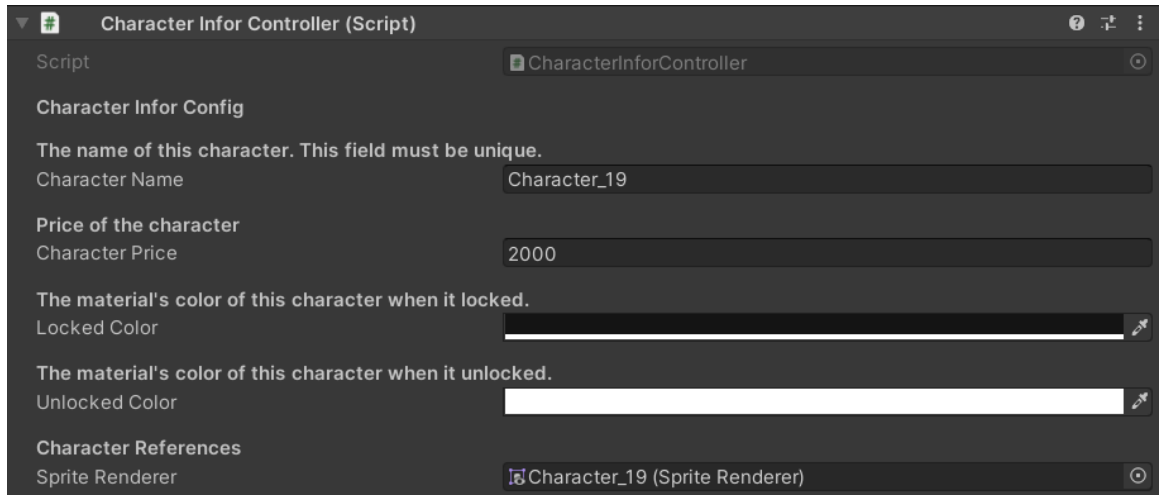 Character Infor Controller (Script)
Script CharacterInforController
Character Infor Config
The name of this character. This field must be unique.
Character Name Character_19
Price of the character
Character Price 2000
The material's color of this character when it locked.
Locked Color
The material's color of this character when it unlocked.
Unlocked Color
Character References
Sprite Renderer Character_19 (Sprite Renderer)